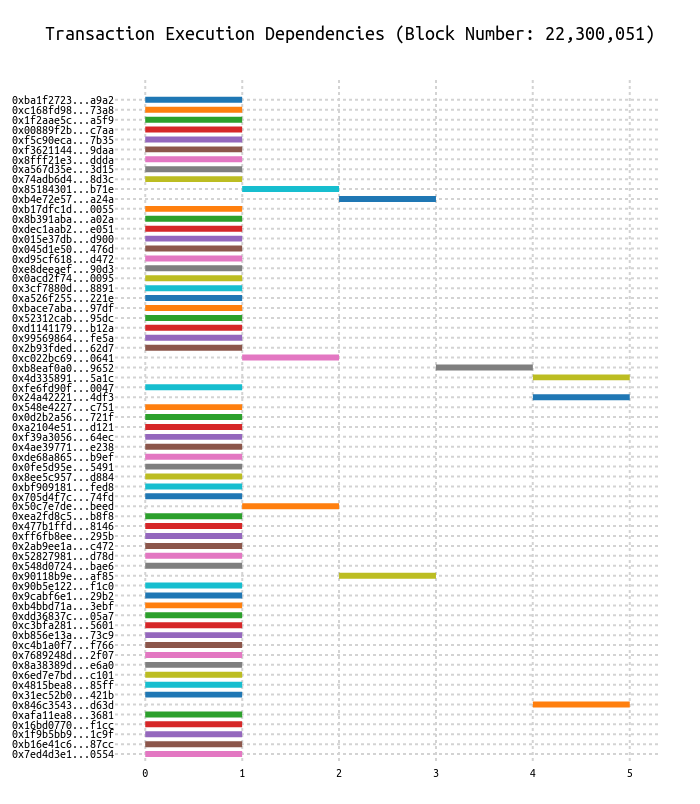 Transaction Execution Dependencies (Block Number: 22,300,051)
0xba1f2723...a9a2
0xc168fd98...73a8
0x1f2aae5c...a5f9
0x00889f2b...c7aa
0xf5c90eca...7b35
0xf3621144...9daa
0x8fff21e3...ddda
0xa567d35e...3d15
0x74adb6d4...8d3c
0x85184301...b71e
0xb4e72e57...a24a
0xb17dfc1d...0055
0x8b391aba...a02a
0xdec1aab2...e051
0x015e37db...d900
0x045d1e50...476d
0xd95cf618...d472
0xe8deeaef...90d3
0x0acd2f74...0095
0x3cf7880d...8891
0xa526f255...221e
0xbace7aba...97df
0x52312cab...95dc
0xd1141179...b12a
0x99569864...fe5a
0x2b93fded...62d7
0xc022bc69...0641
0xb8eaf0a0...9652
0x4d335891...5a1c
0xfe6fd90f...0047
0x24a42221...4df3
0x548e4227...c751
0x0d2b2a56...721f
0xa2104e51...d121
0xf39a3056...64ec
0x4ae39771...e238
0xde68a865...b9ef
0x0fe5d95e...5491
0x8ee5c957...d884
0xbf909181...fed8
0x705d4f7c...74fd
0x50c7e7de...beed
0xea2fd8c5...b8f8
0x477b1ffd...8146
0xff6fb8ee...295b
0x2ab9ee1a...c472
0x52827981...d78d
0x548d0724...bae6
0x90118b9e...af85
0x90b5e122...f1c0
0x9cabf6e1...29b2
0xb4bbd71a...3ebf
0xdd36837c...05a7
0xc3bfa281...5601
0xb856e13a...73c9
0xc4b1a0f7...f766
0x7689248d...2f07
0x8a38389d...e6a0
0x6ed7e7bd...c101
0x4815bea8...85ff
0x31ec52b0...421b
0x846c3543...d63d
0xafa11ea8...3681
0x16bd0770...f1cc
0x1f9b5bb9...1c9f
0xb16e41c6...87cc
0x7ed4d3e1...0554
0 1 2 3 4 5